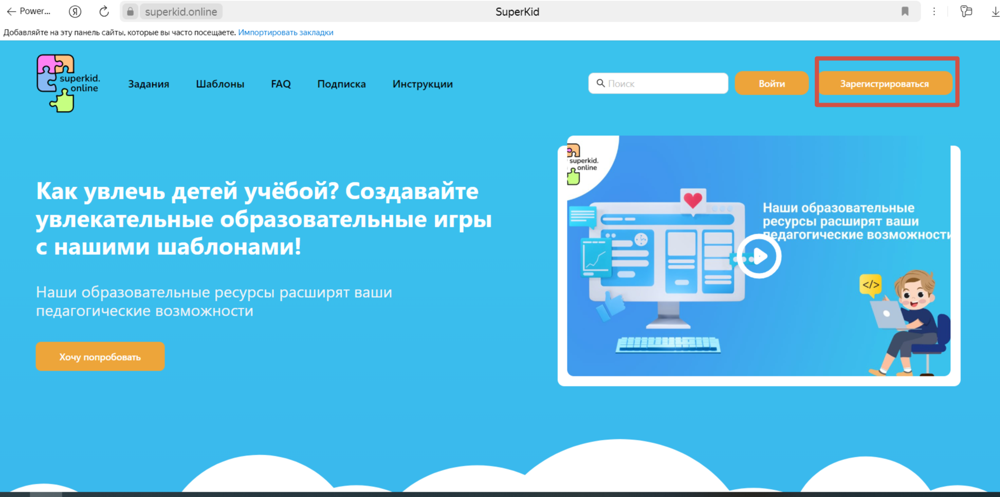 Power...
Я
superkid.online
SuperKid
Добавляйте на эту панель сайты, которые вы часто посещаете. Импортировать закладки
superkid.
online
Задания
Шаблоны
FAQ
Подписка
Инструкции
Поиск
Войти
Зарегистрироваться
Как увлечь детей учёбой? Создавайте
увлекательные образовательные игры
с нашими шаблонами!
Наши образовательные ресурсы расширят ваши
педагогические возможности
Хочу попробовать
superkid.
online
Наши образовательные
ресурсы расширят ваши
педагогические возможности
</>